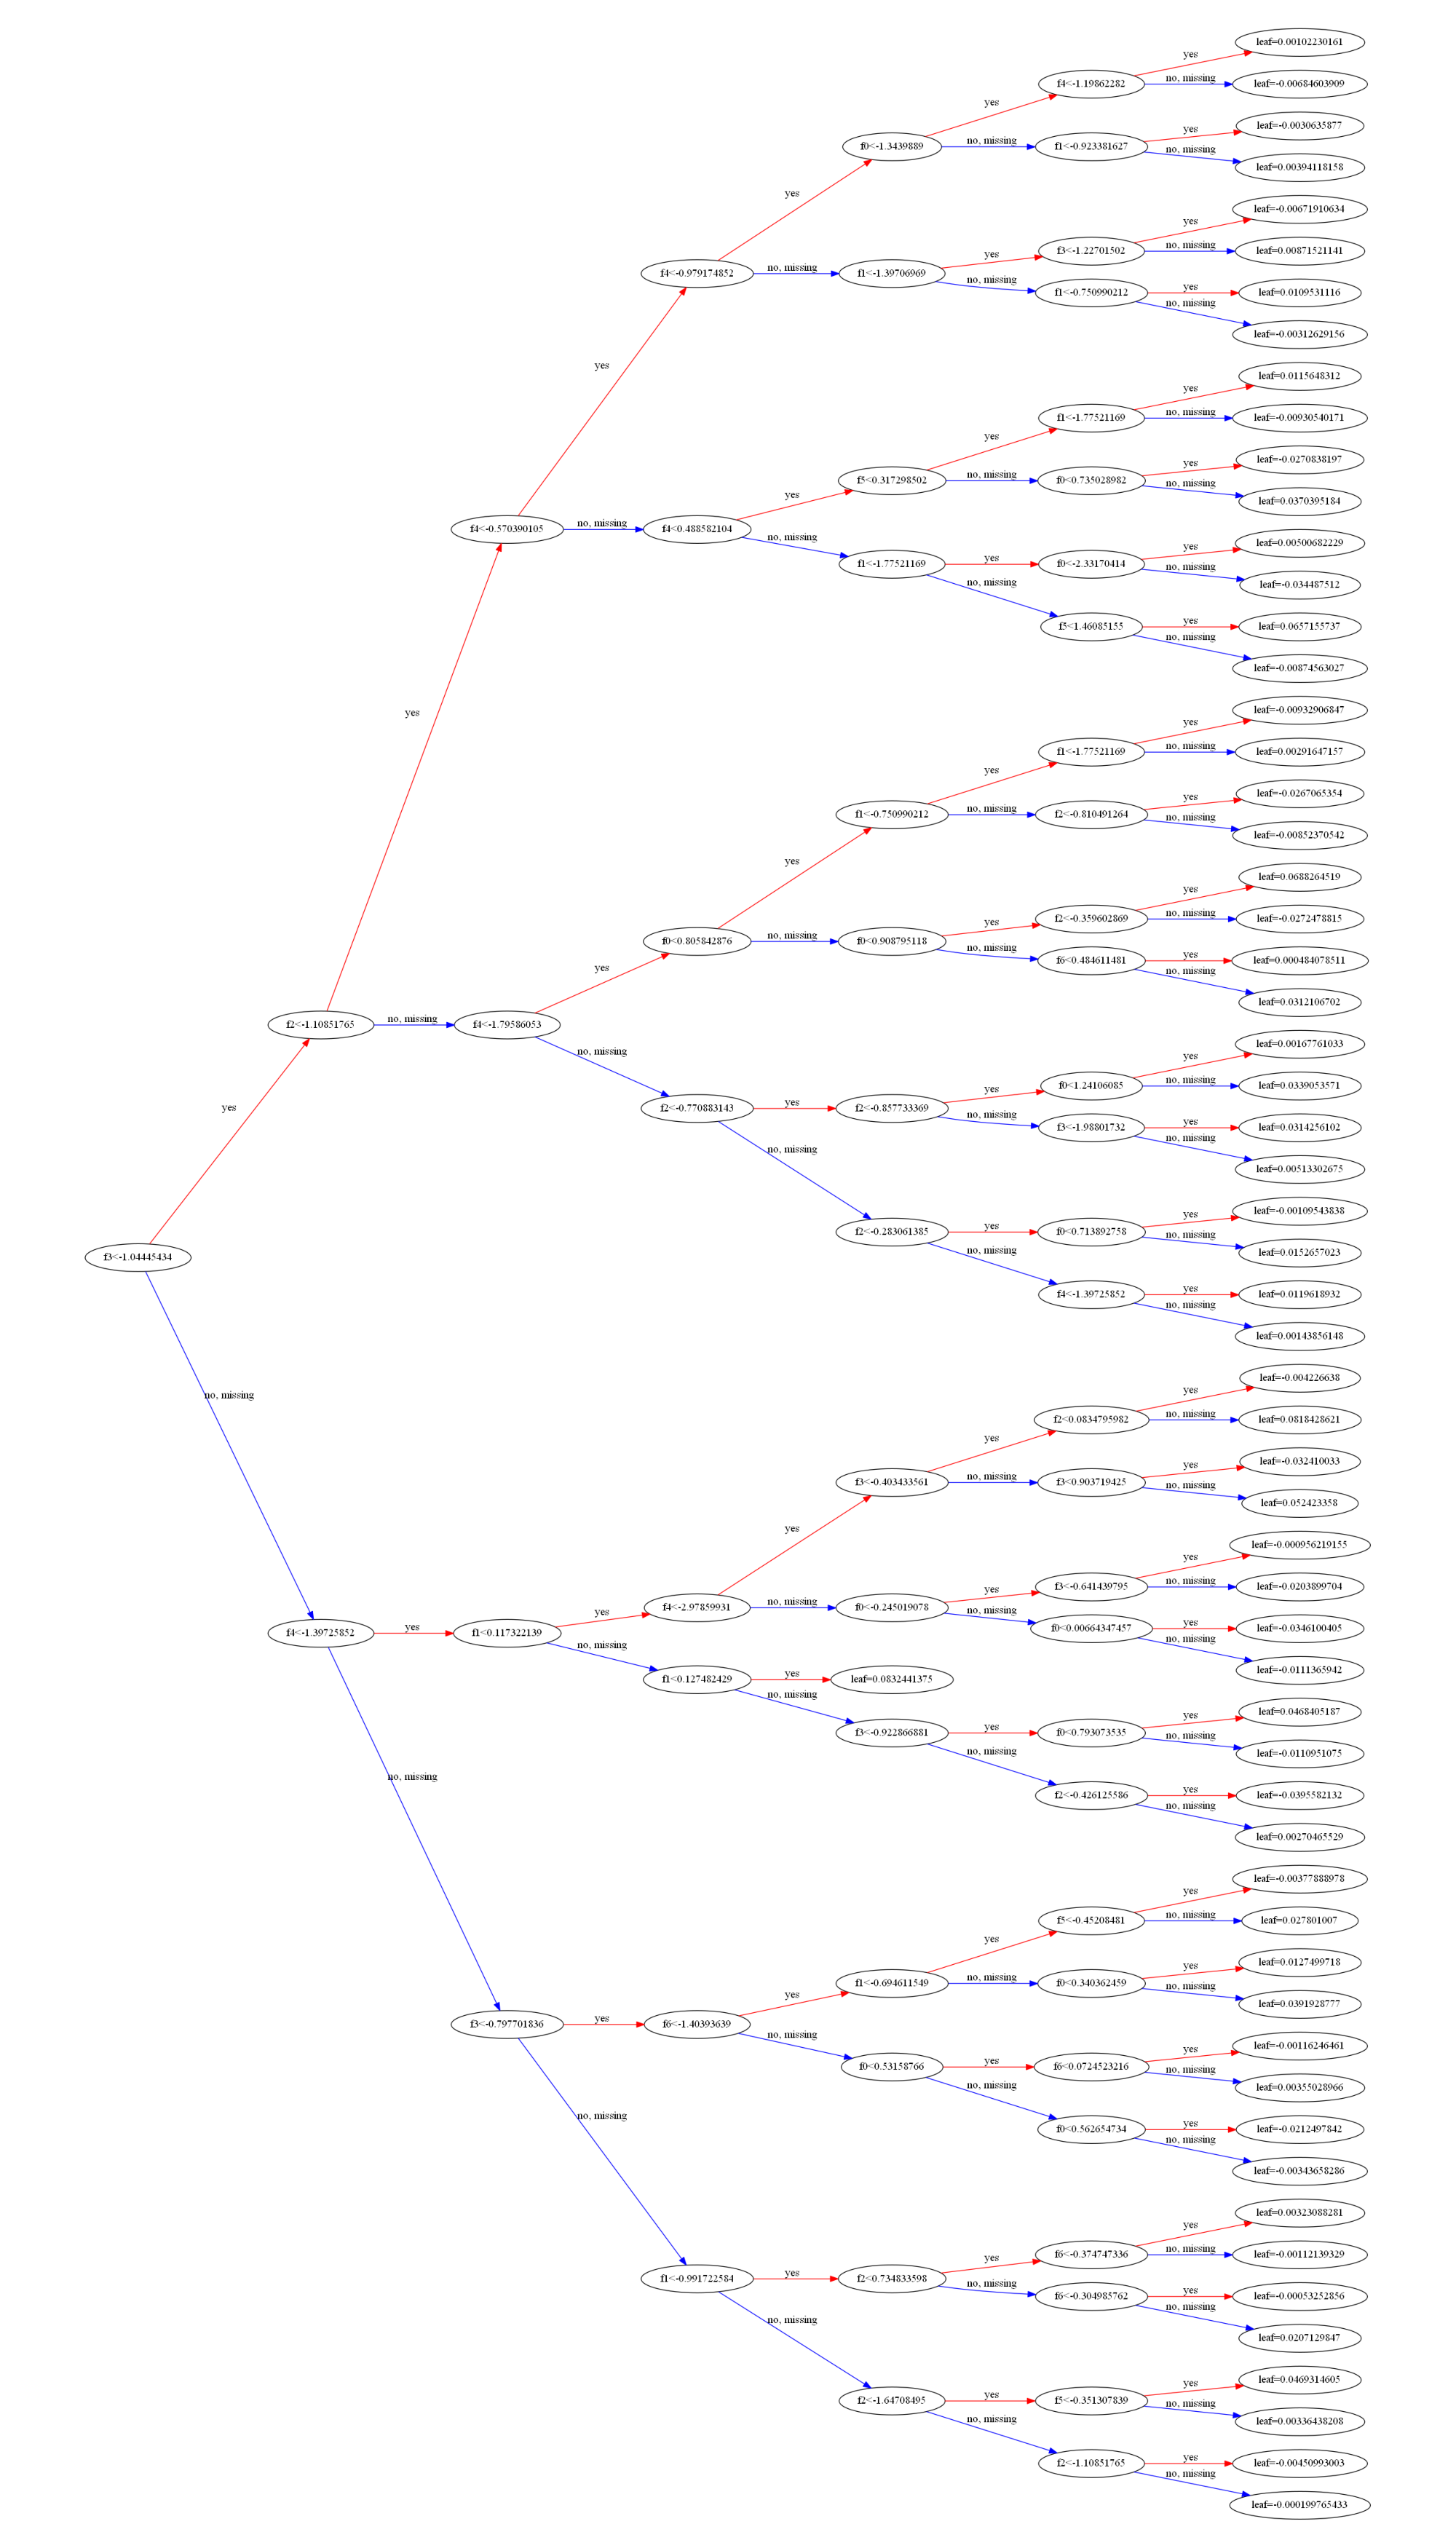 leaf=0.00102230161
yes
f4<-1.19862282
no, missing
leaf=-0.00684603909
yes
leaf=-0.0030635877
yes
f0<-1.3439889
no, missing
f1<-0.923381627
no, missing
leaf=0.00394118158
yes
leaf=-0.00671910634
yes
f3<-1.22701502
no, missing
leaf=0.00871521141
yes
f4<-0.979174852
no, missing
f1<-1.39706969
no, missing
f1<-0.750990212
yes
leaf=0.0109531116
no, missing
leaf=-0.00312629156
yes
leaf=0.0115648312
yes
f1<-1.77521169
no, missing
leaf=-0.00930540171
yes
leaf=-0.0270838197
yes
f5<0.317298502
no, missing
f0<0.735028982
no, missing
leaf=0.0370395184
yes
f4<-0.570390105
no, missing
f4<0.488582104
no, missing
leaf=0.00500682229
yes
f1<-1.77521169
yes
f0<-2.33170414
no, missing
leaf=-0.034487512
no, missing
f5<1.46085155
yes
leaf=0.0657155737
no, missing
leaf=-0.00874563027
yes
leaf=-0.00932906847
yes
f1<-1.77521169
no, missing
leaf=0.00291647157
yes
leaf=-0.0267065354
yes
f1<-0.750990212
no, missing
f2<-0.810491264
no, missing
leaf=-0.00852370542
yes
leaf=0.0688264519
yes
f2<-0.359602869
no, missing
leaf=-0.0272478815
yes
f0<0.805842876
no, missing
f0<0.908795118
no, missing
f6<0.484611481
yes
leaf=0.000484078511
yes
no, missing
leaf=0.0312106702
f2<-1.10851765
no, missing
f4<-1.79586053
no, missing
leaf=0.00167761033
yes
f0<1.24106085
no, missing
leaf=0.0339053571
yes
f2<-0.770883143
yes
f2<-0.857733369
no, missing
f3<-1.98801732
yes
leaf=0.0314256102
yes
no, missing
leaf=0.00513302675
no, missing
leaf=-0.00109543838
yes
f2<-0.283061385
yes
f0<0.713892758
no, missing
leaf=0.0152657023
f3<-1.04445434
no, missing
f4<-1.39725852
yes
leaf=0.0119618932
no, missing
leaf=0.00143856148
no, missing
leaf=-0.004226638
yes
f2<0.0834795982
no, missing
leaf=0.0818428621
yes
leaf=-0.032410033
yes
f3<-0.403433561
no, missing
f3<0.903719425
no, missing
leaf=0.052423358
yes
leaf=-0.000956219155
yes
f3<-0.641439795
no, missing
leaf=-0.0203899704
yes
f4<-2.97859931
no, missing
f0<-0.245019078
no, missing
f0<0.00664347457
yes
leaf=-0.0346100405
yes
f4<-1.39725852
yes
f1<0.117322139
no, missing
no, missing
leaf=-0.0111365942
f1<0.127482429
yes
leaf=0.0832441375
no, missing
leaf=0.0468405187
yes
f3<-0.922866881
yes
f0<0.793073535
no, missing
leaf=-0.0110951075
no, missing
no, missing
f2<-0.426125586
yes
leaf=-0.0395582132
no, missing
leaf=0.00270465529
leaf=-0.00377888978
yes
f5<-0.45208481
no, missing
leaf=0.027801007
yes
leaf=0.0127499718
yes
f1<-0.694611549
no, missing
f0<0.340362459
no, missing
leaf=0.0391928777
yes
f3<-0.797701836
yes
f6<-1.40393639
no, missing
leaf=-0.00116246461
yes
f0<0.53158766
yes
f6<0.0724523216
no, missing
leaf=0.00355028966
no, missing
no, missing
f0<0.562654734
yes
leaf=-0.0212497842
no, missing
leaf=-0.00343658286
leaf=0.00323088281
yes
f6<-0.374747336
no, missing
leaf=-0.00112139329
yes
f1<-0.991722584
yes
f2<0.734833598
no, missing
f6<-0.304985762
yes
leaf=-0.00053252856
no, missing
no, missing
leaf=0.0207129847
leaf=0.0469314605
yes
f2<-1.64708495
yes
f5<-0.351307839
no, missing
leaf=0.00336438208
no, missing
f2<-1.10851765
yes
leaf=-0.00450993003
no, missing
leaf=-0.000199765433